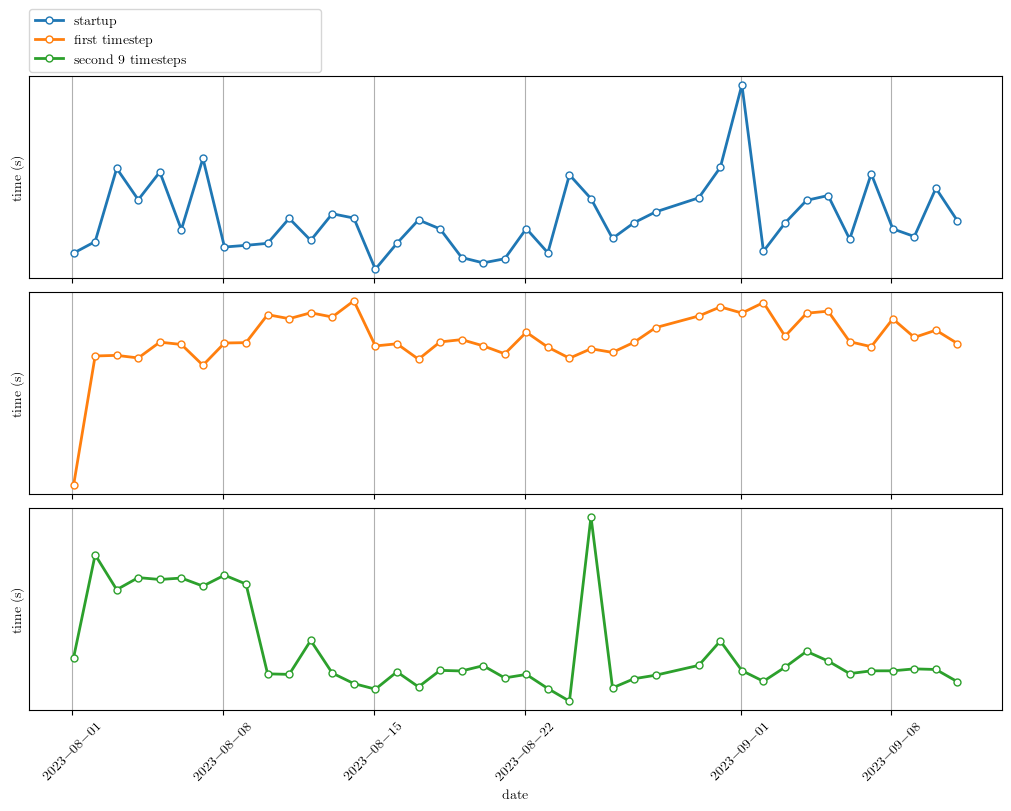 startup
first timestep
second 9 timesteps
time (s)
time (s)
time (s)
2023−08−01
2023−08−08
2023−08−15
2023−08−22
2023−09−01
2023−09−08
date